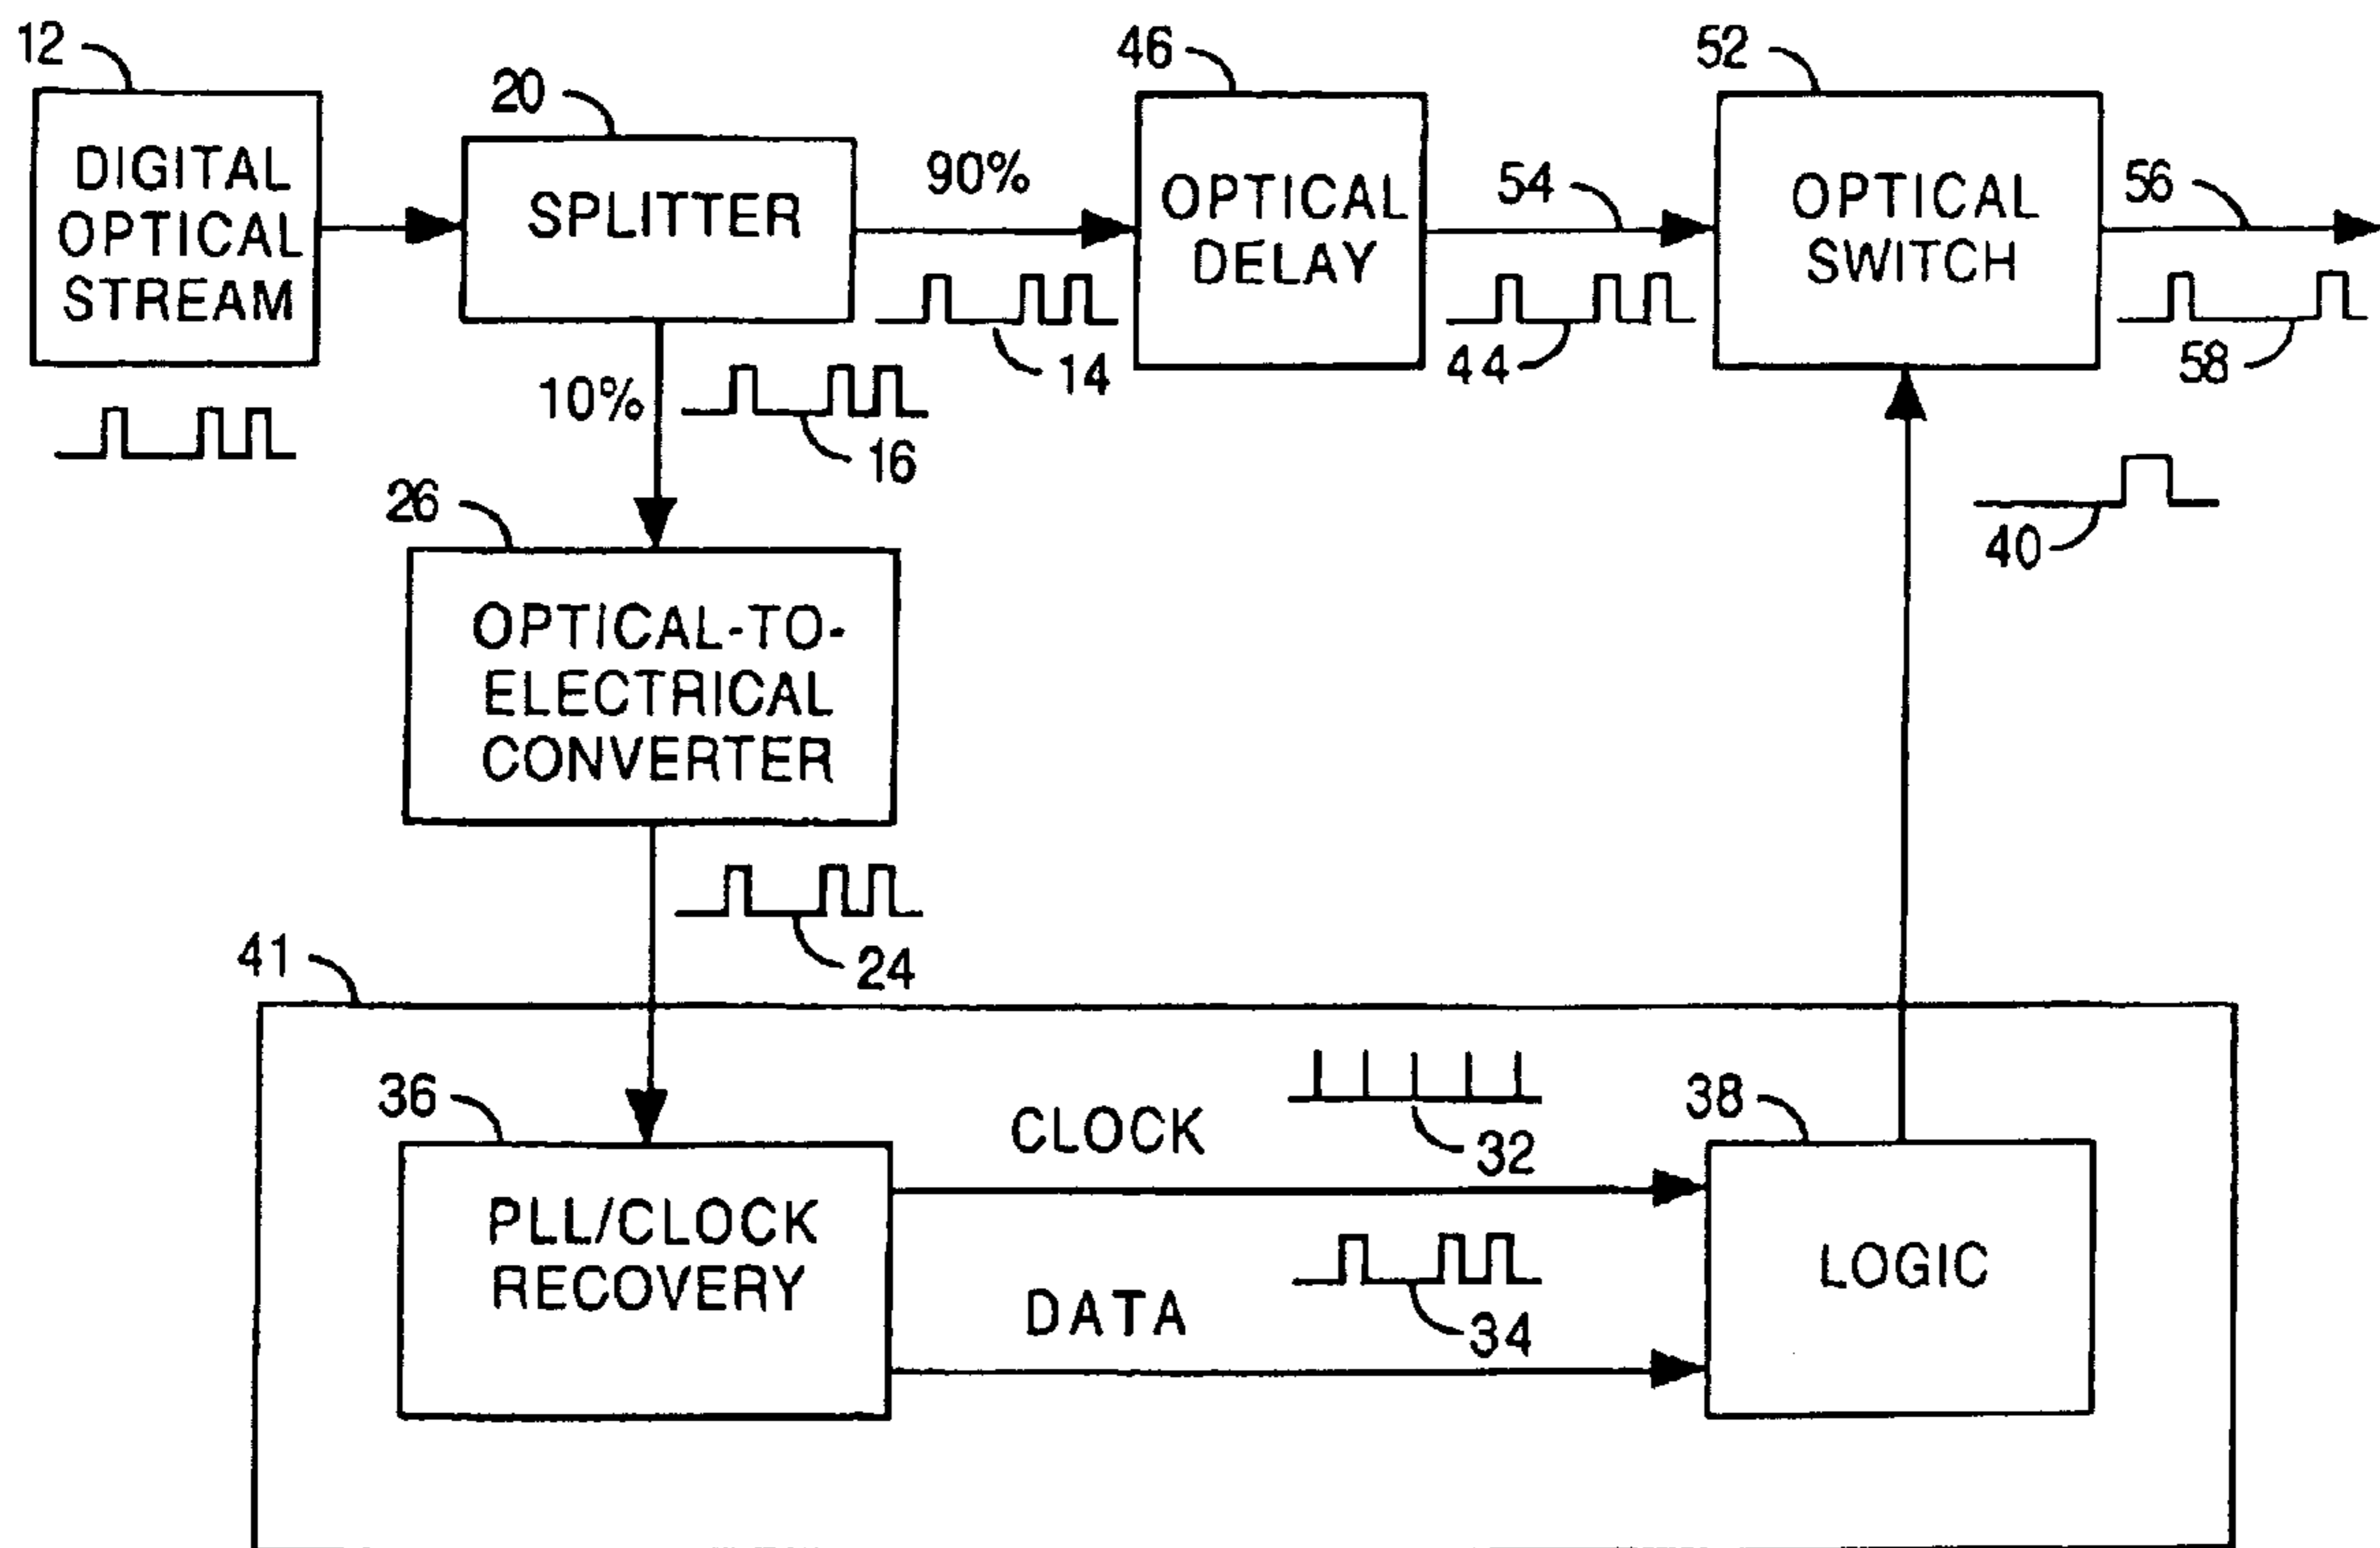 12
20
46
52
DIGITAL
OPTICAL
STREAM
SPLITTER
90%
OPTICAL
DELAY
54
OPTICAL
SWITCH
56
14
44
58
10%
16
26
40
OPTICAL-TO-
ELECTRICAL
CONVERTER
24
41
36
CLOCK
32
38
PLL/CLOCK
RECOVERY
DATA
34
LOGIC